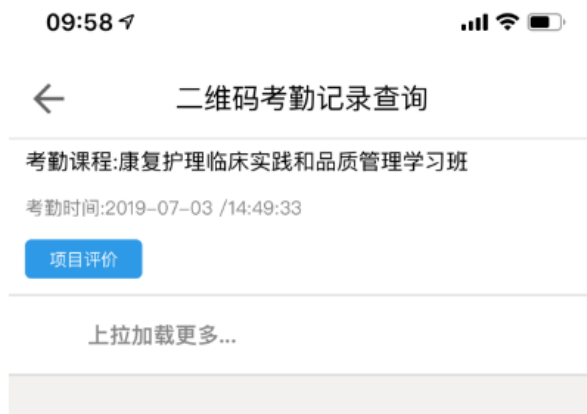 09:58
二维码考勤记录查询
考勤课程:康复护理临床实践和品质管理学习班
考勤时间:2019-07-03 /14:49:33
项目评价
上拉加载更多...